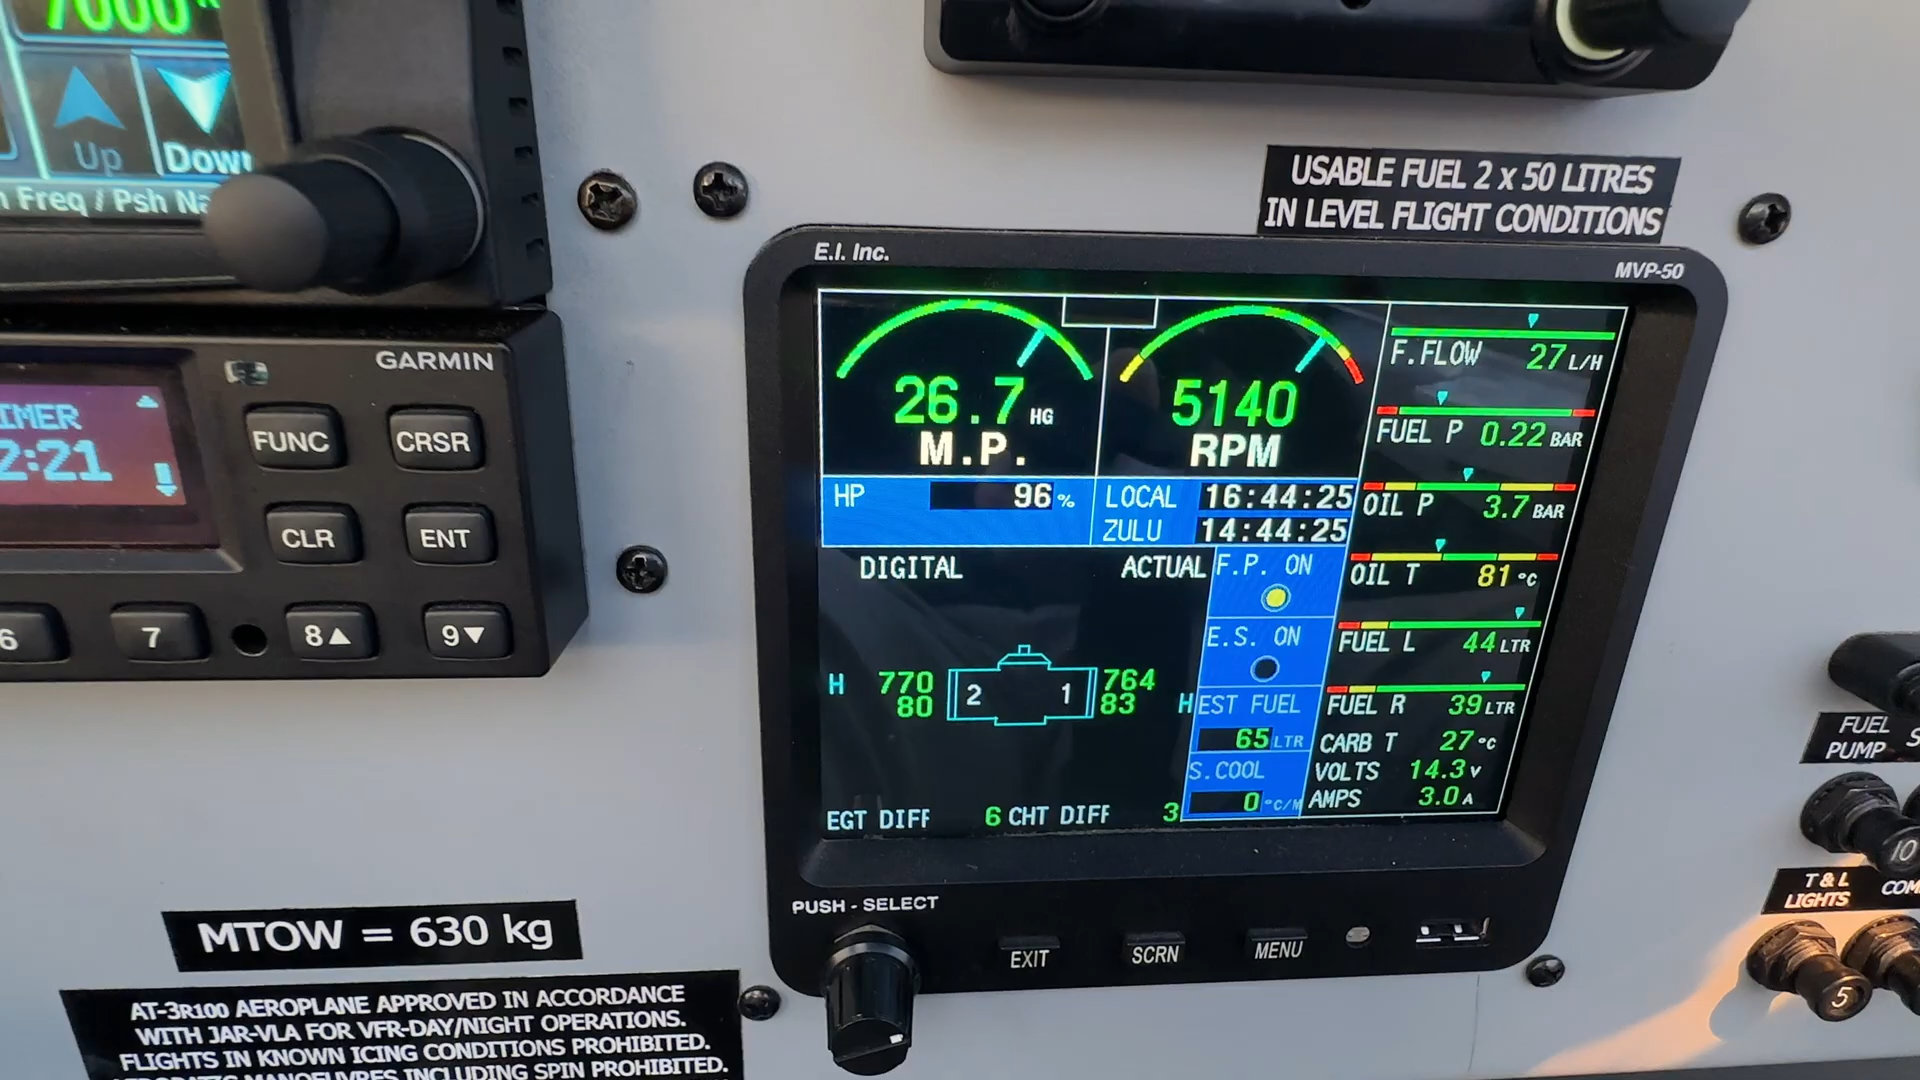 7000
Up
Down
Freq / Psh
GARMIN
FUNC
CRSR
2:21
CLR
ENT
6
7
8▲
9▼
MTOW = 630 kg
AT-3R100 AEROPLANE APPROVED IN ACCORDANCE
WITH JAR-VLA FOR VFR-DAY/NIGHT OPERATIONS.
FLIGHTS IN KNOWN ICING CONDITIONS PROHIBITED.
MANOEUVRES INCLUDING SPIN PROHIBITED.
USABLE FUEL 2 x 50 LITRES
IN LEVEL FLIGHT CONDITIONS
E.I. Inc.
MVP-50
26.7 HG
M.P.
5140
RPM
HP 96 %
LOCAL 16:44:25
ZULU 14:44:25
DIGITAL
ACTUAL
H 770
80
2
1
764
83
H
EGT DIFF 6
CHT DIFF 3
F.P. ON
E.S. ON
EST FUEL
65 LTR
S.COOL
0 °C/M
F.FLOW 27 L/H
FUEL P 0.22 BAR
OIL P 3.7 BAR
OIL T 81 °C
FUEL L 44 LTR
FUEL R 39 LTR
CARB T 27 °C
VOLTS 14.3 V
AMPS 3.0 A
PUSH - SELECT
EXIT
SCRN
MENU
FUEL
PUMP
10
T & L
LIGHTS
5